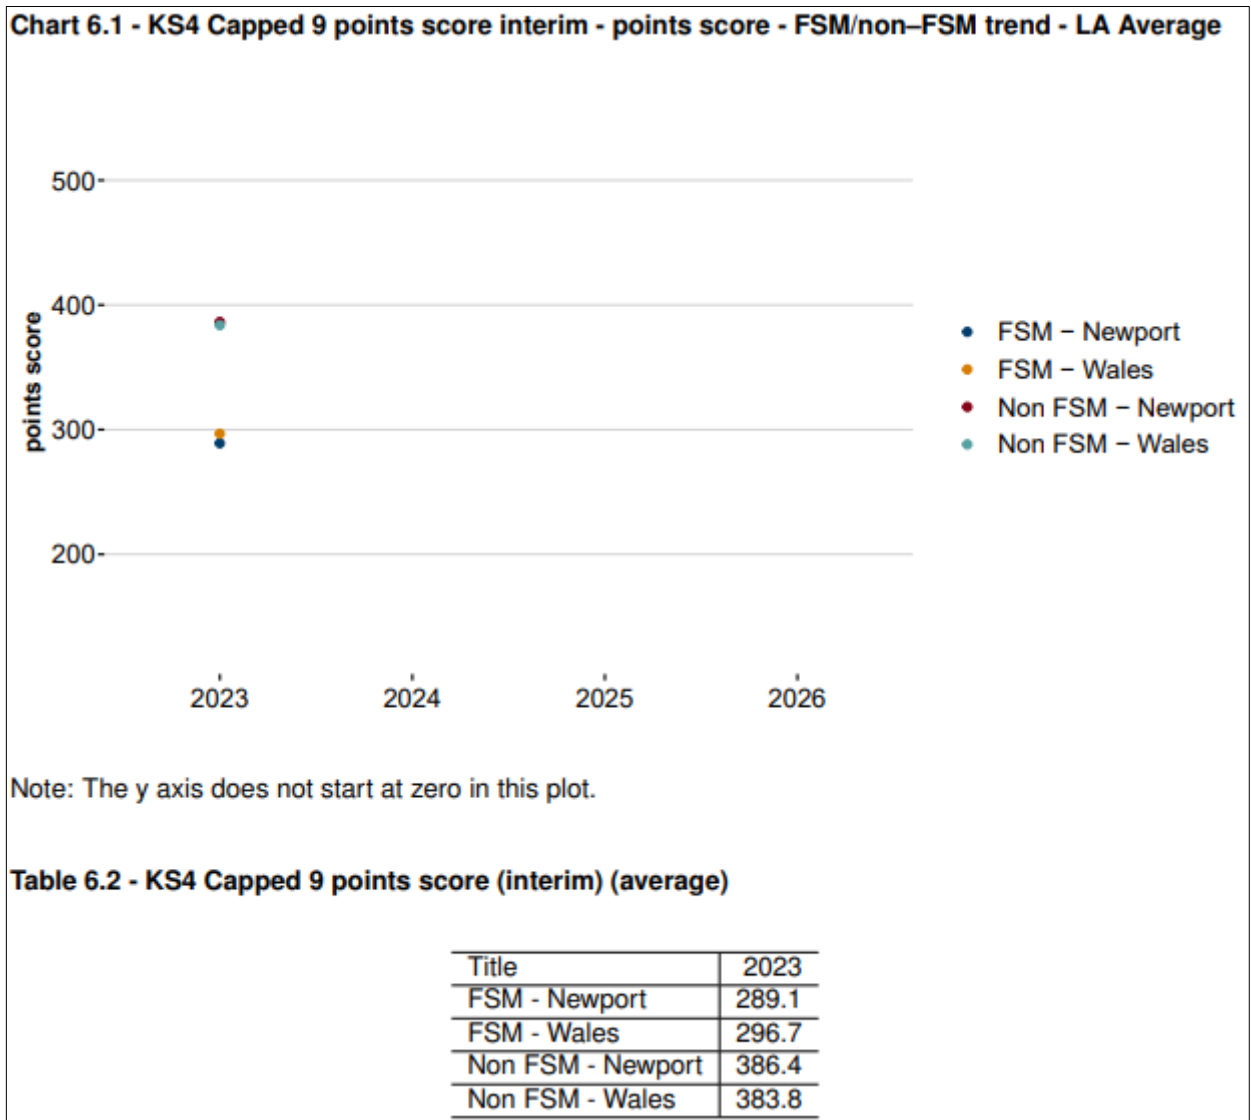 Chart 6.1 - KS4 Capped 9 points score interim - points score - FSM/non–FSM trend - LA Average
500
400
300
200
points score
2023 2024 2025 2026
FSM − Newport
FSM − Wales
Non FSM − Newport
Non FSM − Wales
Note: The y axis does not start at zero in this plot.
Table 6.2 - KS4 Capped 9 points score (interim) (average)
Title 2023
FSM - Newport 289.1
FSM - Wales 296.7
Non FSM - Newport 386.4
Non FSM - Wales 383.8